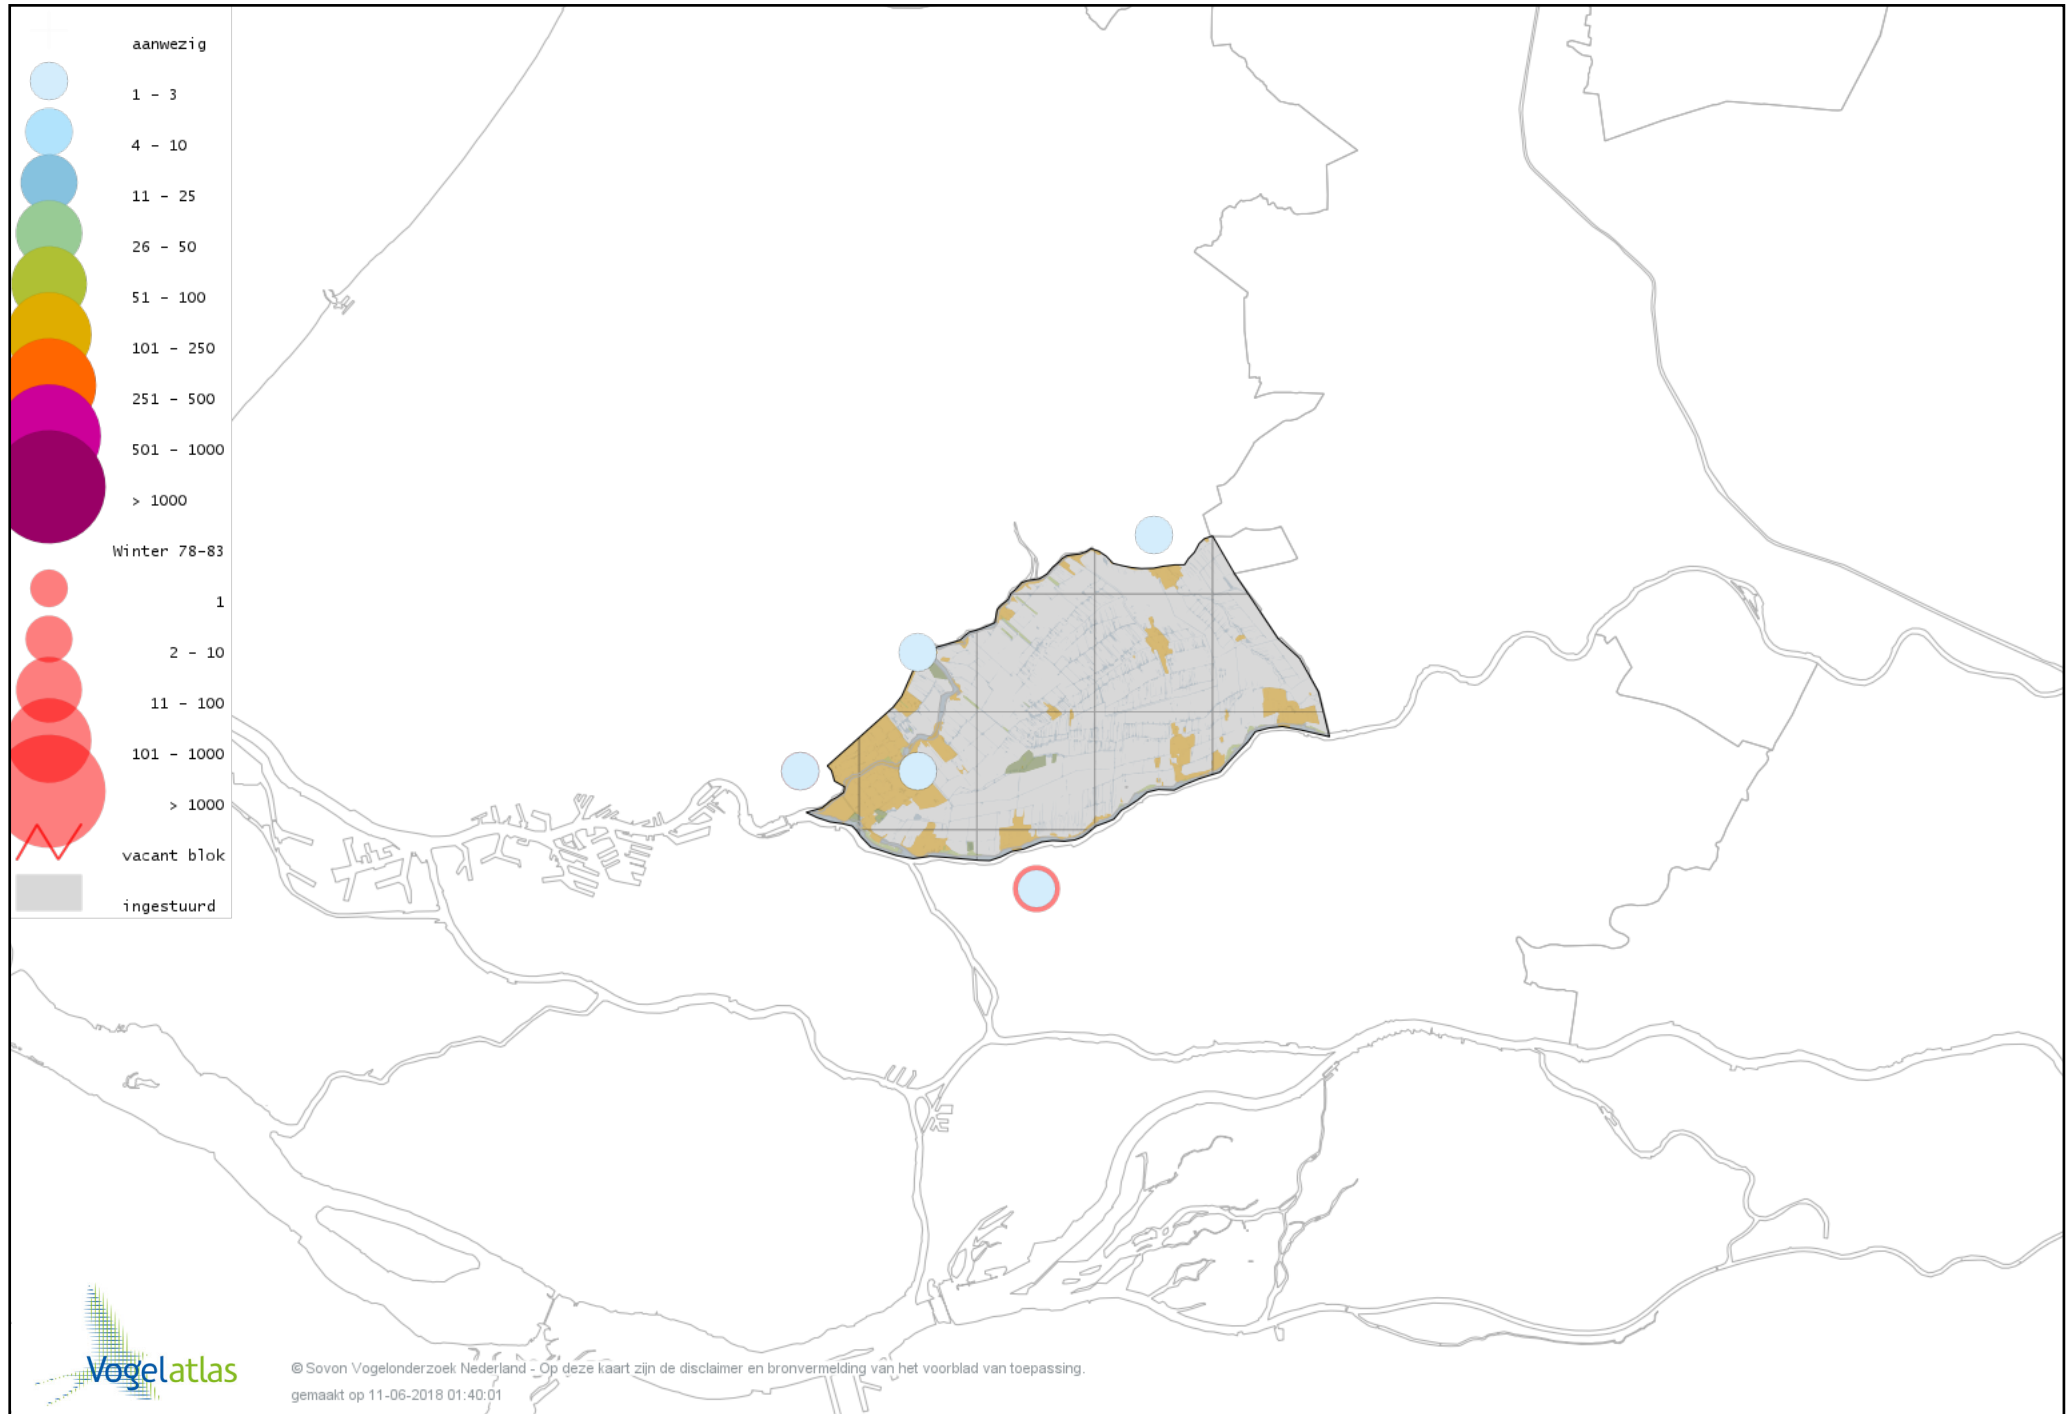 aanwezig
1 - 3
4 - 10
11 - 25
26 - 50
51 - 100
101 - 250
251 - 500
501 - 1000
> 1000
Winter 78-83
1
2 - 10
11 - 100
101 - 1000
> 1000
vacant blok
ingestuurd
Vogelatlas
© Sovon Vogelonderzoek Nederland - Op deze kaart zijn de disclaimer en bronvermelding van het voorblad van toepassing.
gemaakt op 11-06-2018 01:40:01